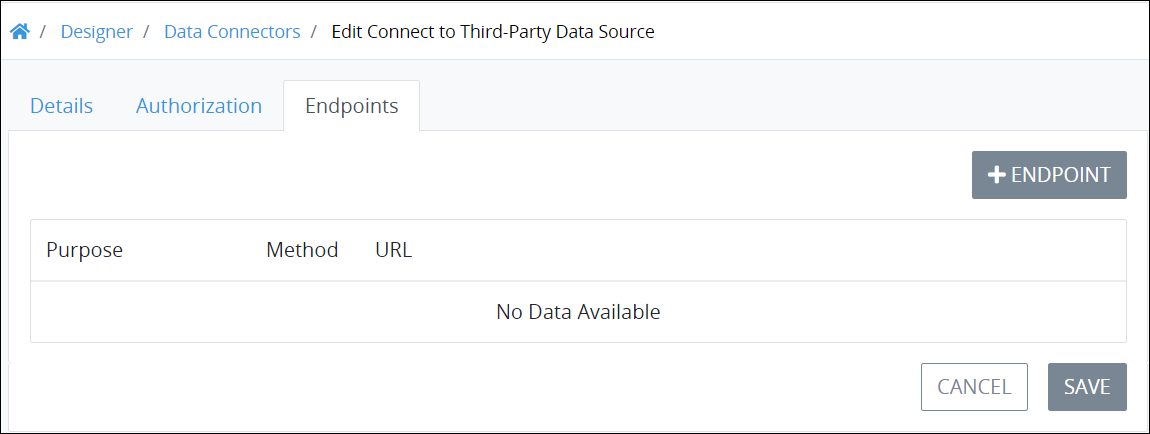 / Designer / Data Connectors / Edit Connect to Third-Party Data Source
Details Authorization Endpoints
+ ENDPOINT
Purpose Method URL
No Data Available
CANCEL SAVE